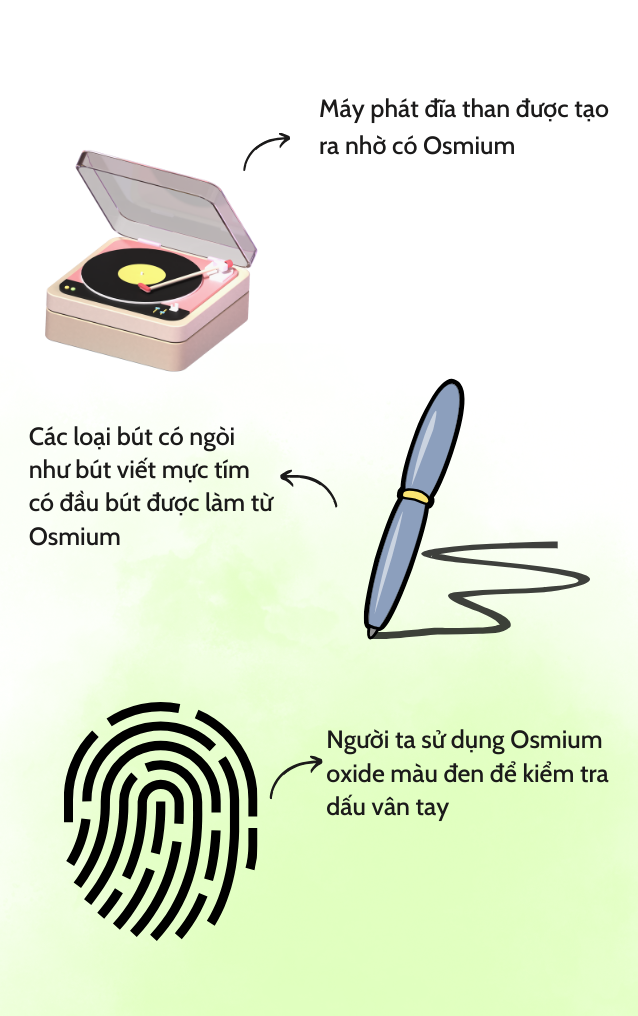 Máy phát đĩa than được tạo
ra nhờ có Osmium
Các loại bút có ngòi
như bút viết mực tím
có đầu bút được làm từ
Osmium
Người ta sử dụng Osmium
oxide màu đen để kiểm tra
dấu vân tay